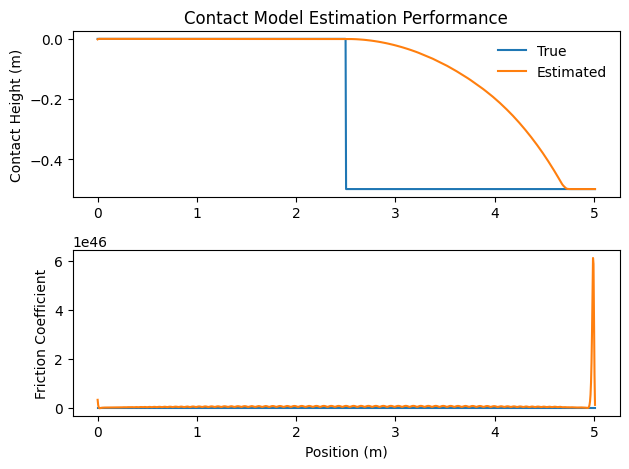 Contact Model Estimation Performance
Contact Height (m)
0.0
−0.2
−0.4
True
Estimated
0 1 2 3 4 5
1e46
Friction Coefficient
6
4
2
0
0 1 2 3 4 5
Position (m)